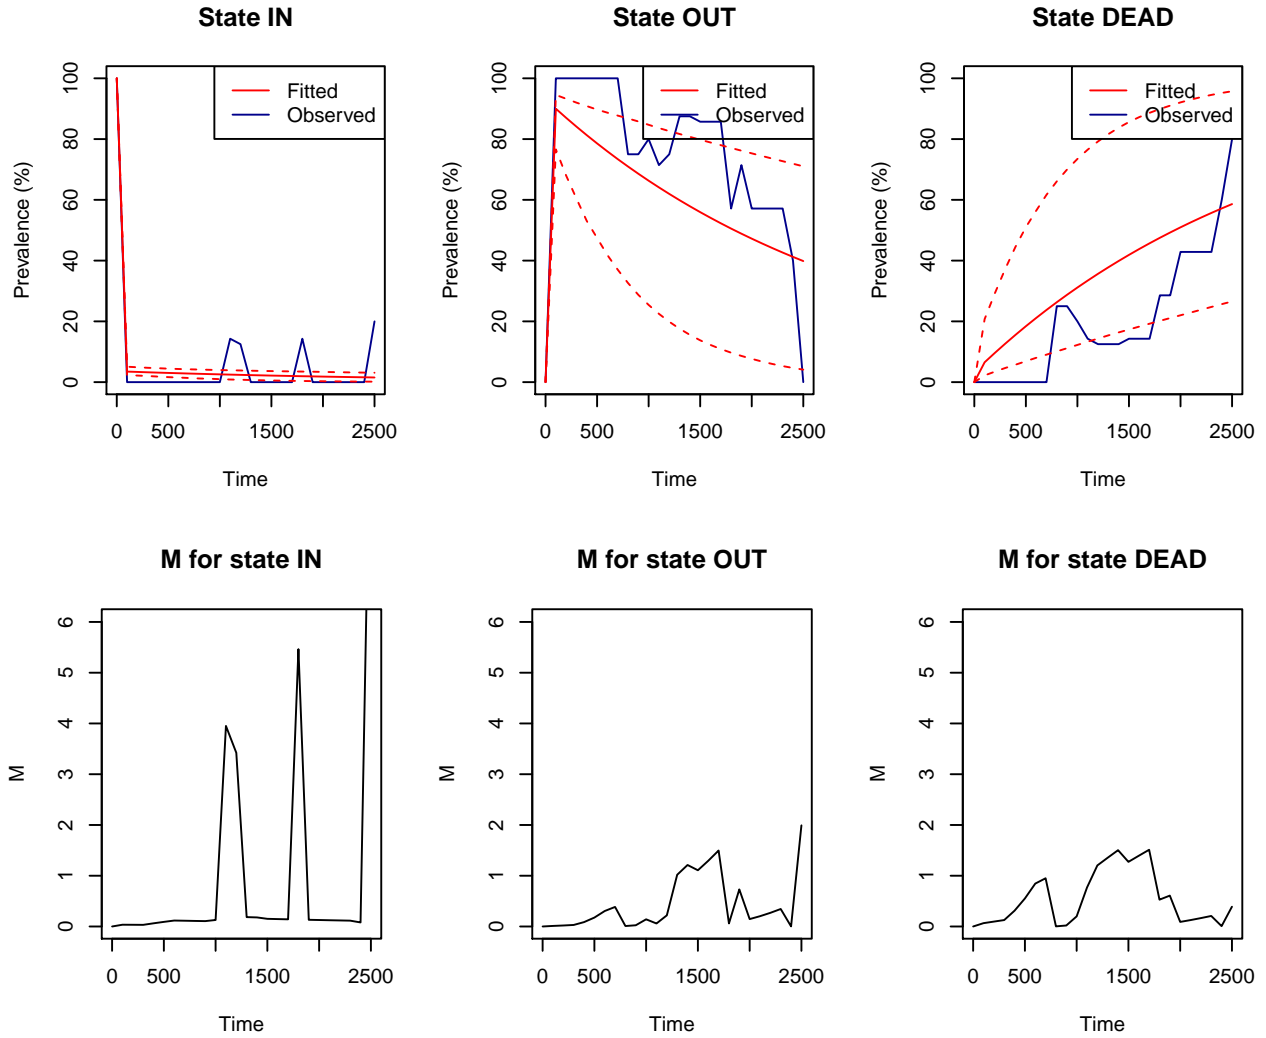 State IN
Prevalence (%)
0 20 40 60 80 100
Fitted
Observed
0 500 1500 2500
Time
State OUT
Prevalence (%)
0 20 40 60 80 100
Fitted
Observed
0 500 1500 2500
Time
State DEAD
Prevalence (%)
0 20 40 60 80 100
Fitted
Observed
0 500 1500 2500
Time
M for state IN
M
0 1 2 3 4 5 6
0 500 1500 2500
Time
M for state OUT
M
0 1 2 3 4 5 6
0 500 1500 2500
Time
M for state DEAD
M
0 1 2 3 4 5 6
0 500 1500 2500
Time